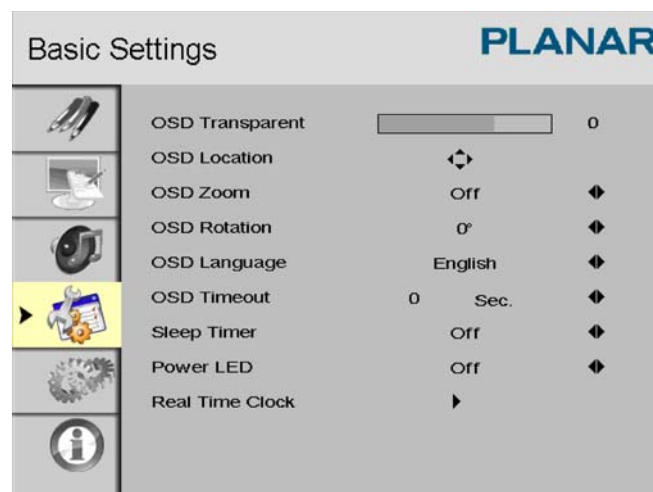 Basic Settings
PLANAR
OSD Transparent 0
OSD Location
OSD Zoom Off
OSD Rotation 0°
OSD Language English
OSD Timeout 0 Sec.
Sleep Timer Off
Power LED Off
Real Time Clock